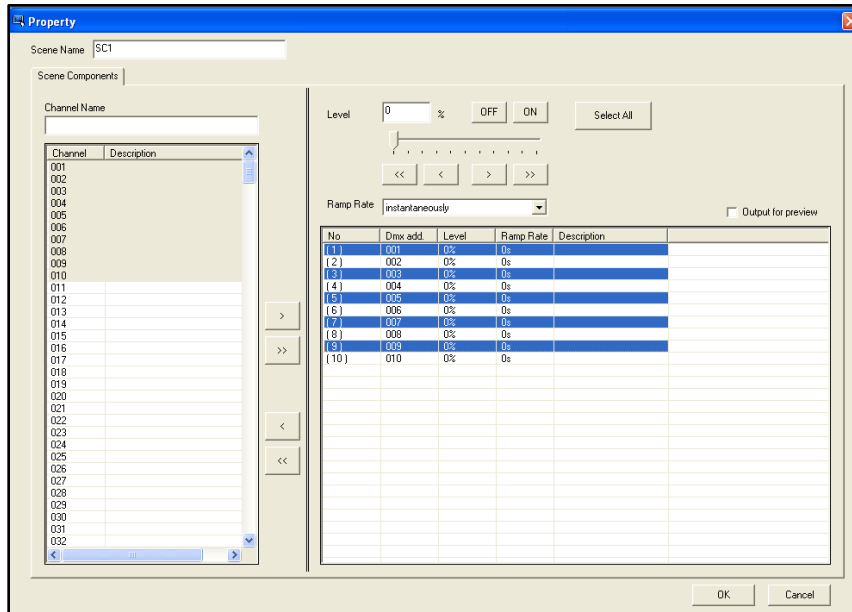 Property
Scene Name SC1
Scene Components
Channel Name
Channel Description
001
002
003
004
005
006
007
008
009
010
011
012
013
014
015
016
017
018
019
020
021
022
023
024
025
026
027
028
029
030
031
032
>
>>
<
<<
Level 0 % OFF ON Select All
<< < > >>
Ramp Rate instantaneously Output for preview
No Dmx add. Level Ramp Rate Description
( 1 ) 001 0% 0s
( 2 ) 002 0% 0s
( 3 ) 003 0% 0s
( 4 ) 004 0% 0s
( 5 ) 005 0% 0s
( 6 ) 006 0% 0s
( 7 ) 007 0% 0s
( 8 ) 008 0% 0s
( 9 ) 009 0% 0s
( 10 ) 010 0% 0s
OK Cancel